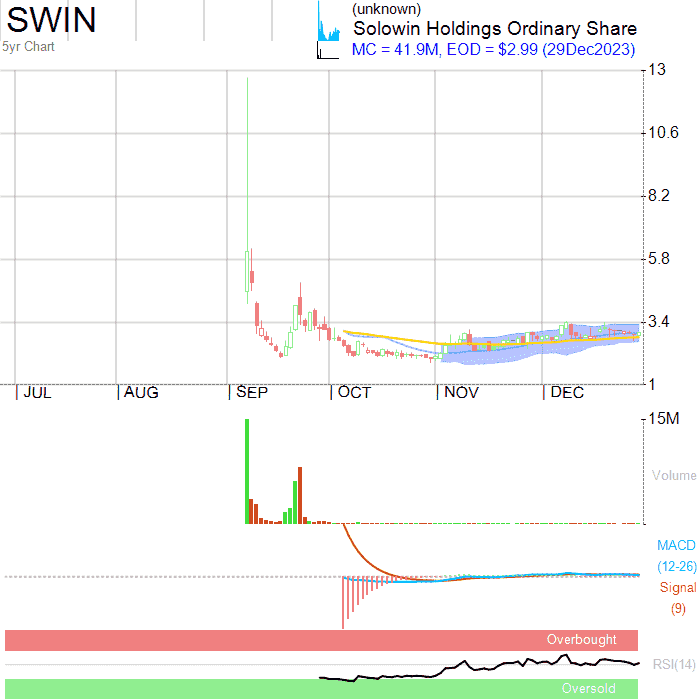 SWIN
5yr Chart
(unknown)
Solowin Holdings Ordinary Share
MC = 41.9M, EOD = $2.99 (29Dec2023)
13
10.6
8.2
5.8
3.4
1
JUL AUG SEP OCT NOV DEC
15M
Volume
MACD
(12-26)
Signal
(9)
Overbought
RSI(14)
Oversold